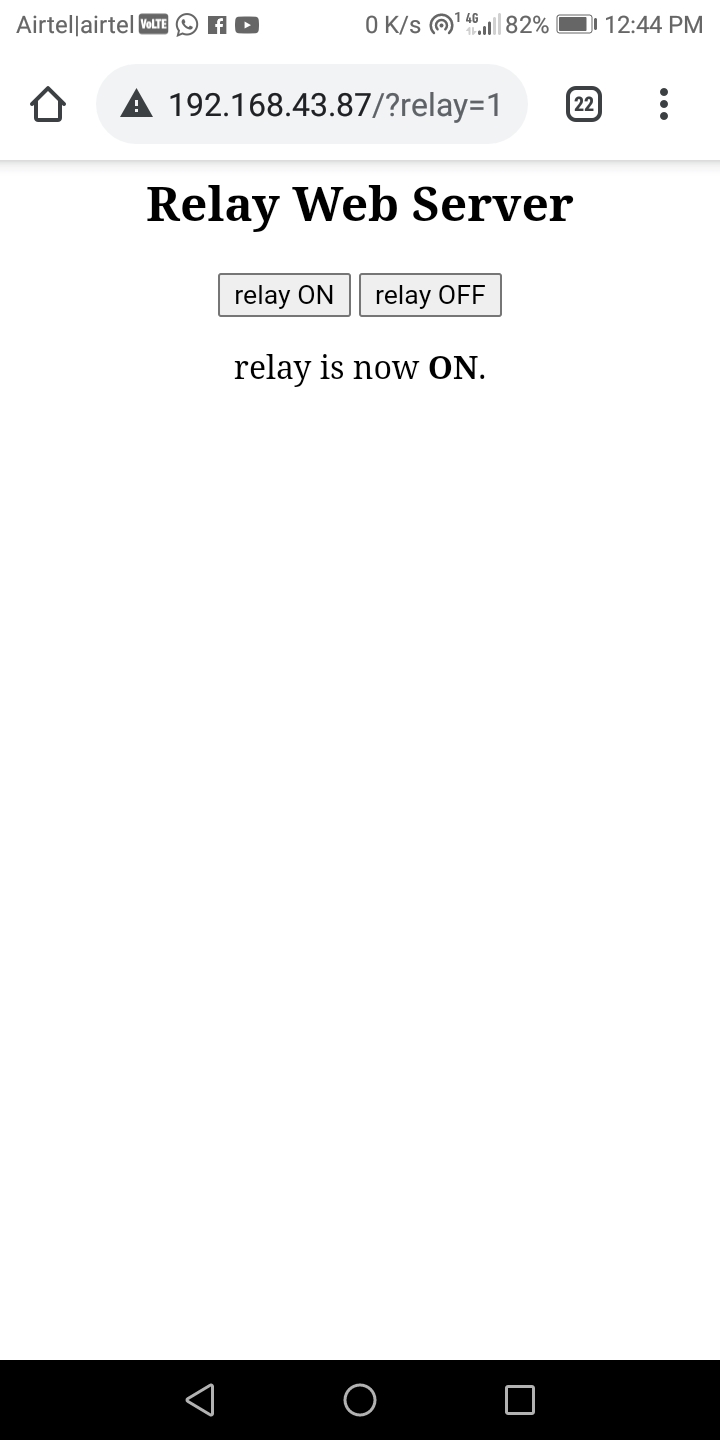 Airtel|airtel VoLTE 0 K/s 1 4G 82% 12:44 PM
192.168.43.87/?relay=1 22
Relay Web Server
relay ON relay OFF
relay is now ON.